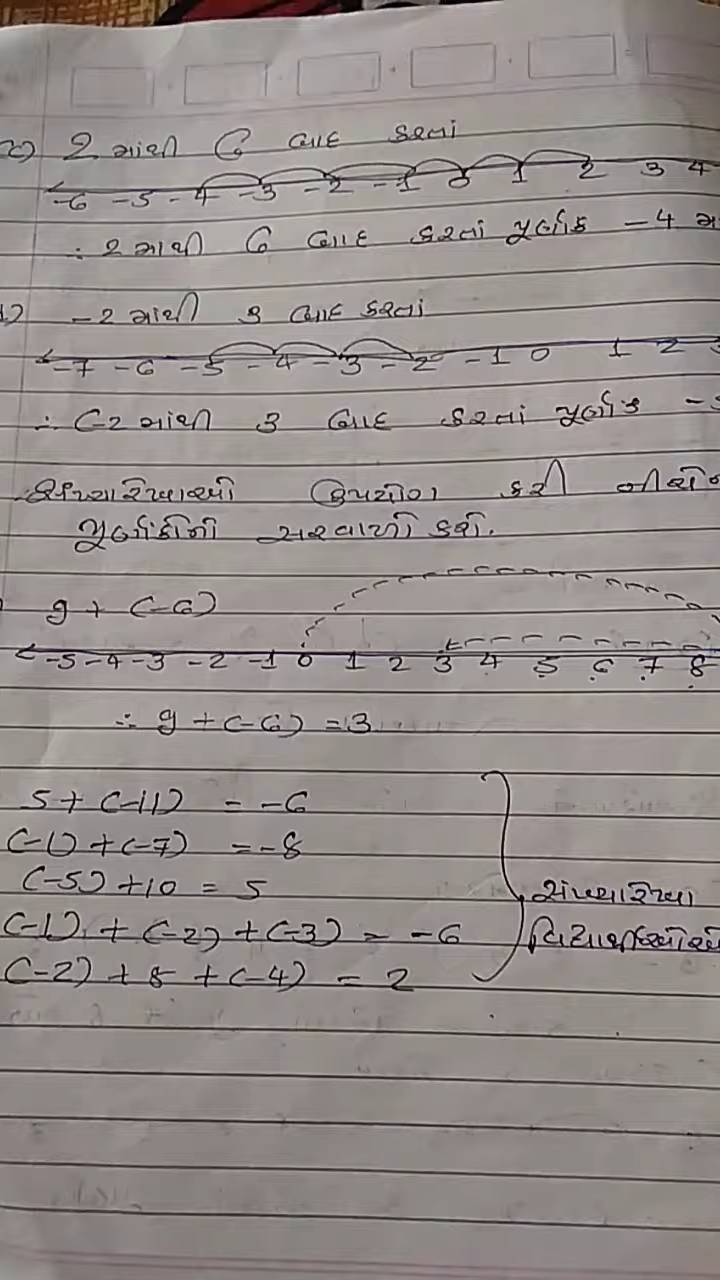 2 માંથી 6 બાદ કરતાં
-6 -5 -4 -3 -2 -1 0 1 2 3 4
∴ 2 માંથી 6 બાદ કરતાં પૂર્ણાંક -4
-2 માંથી 3 બાદ કરતાં
-7 -6 -5 -4 -3 -2 -1 0 1 2
∴ (-2 માંથી 3 બાદ કરતાં પૂર્ણાંક
સંખ્યારેખાનો ઉપયોગ કરી
પૂર્ણાંકોનો સરવાળો કરો.
9 + (-6)
-5 -4 -3 -2 -1 0 1 2 3 4 5 6 7 8
∴ 9 + (-6) = 3
5 + (-11) = -6
(-1) + (-7) = -8
(-5) + 10 = 5
સંખ્યારેખા
(-1) + (-2) + (-3) = -6
(-2) + 8 + (-4) = 2